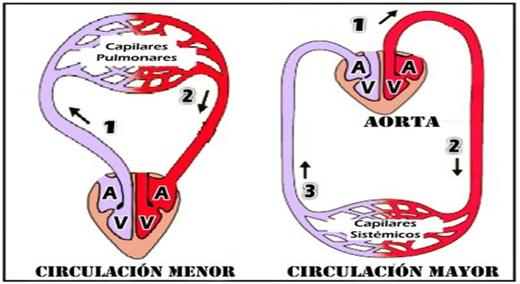 Capilares
Pulmonares
1
2
A
A
V
V
CIRCULACIÓN MENOR
1
A
A
V
V
AORTA
2
3
Capilares
Sistémicos
CIRCULACIÓN MAYOR